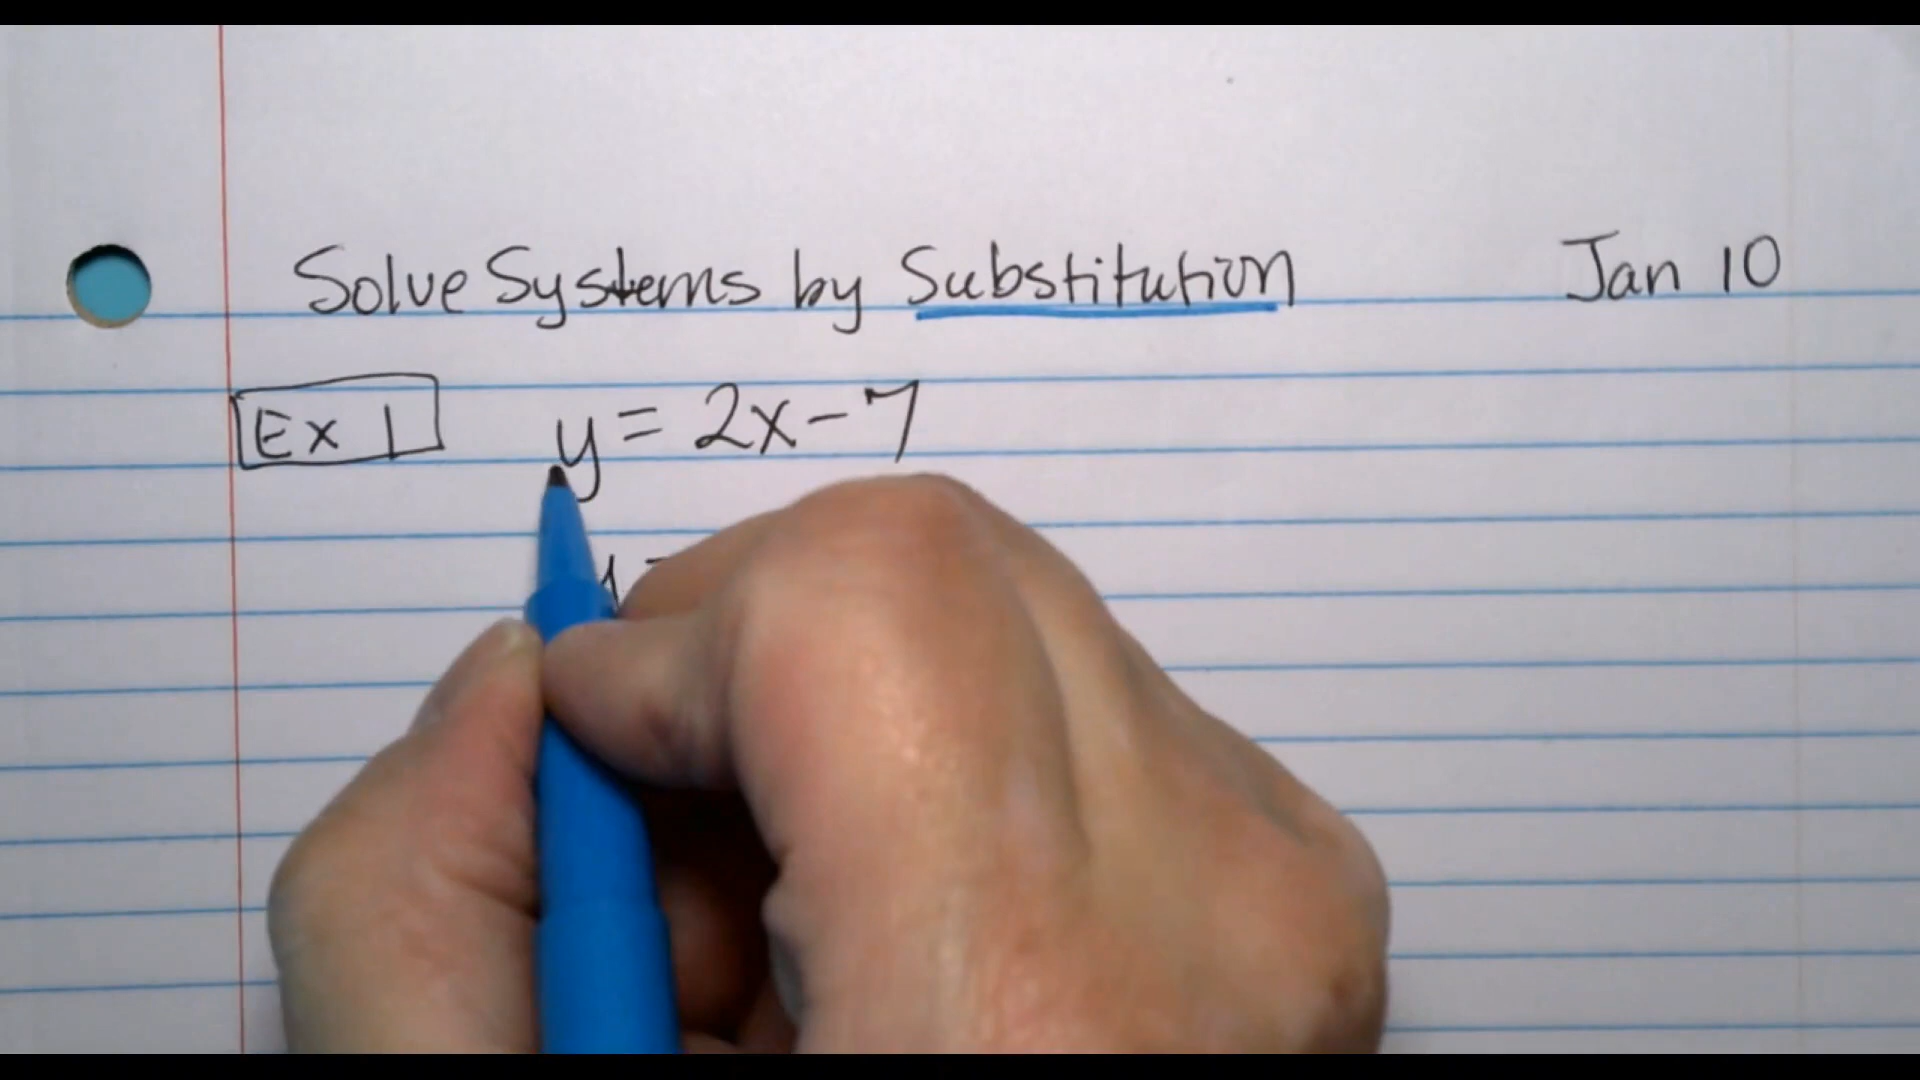 Solve Systems by Substitution Jan 10
Ex 1 y = 2x - 7